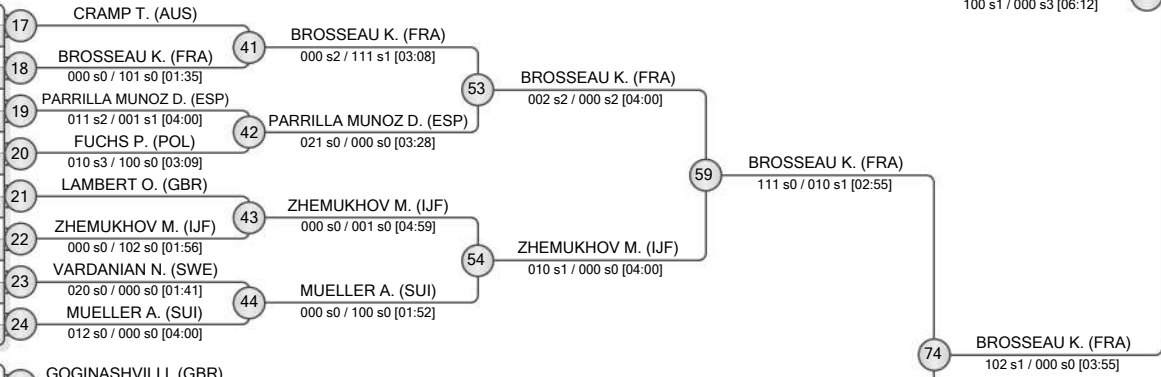 100 s1 / 000 s3 [06:12]
17
CRAMP T. (AUS)
18
BROSSEAU K. (FRA)
000 s0 / 101 s0 [01:35]
19
PARRILLA MUNOZ D. (ESP)
011 s2 / 001 s1 [04:00]
20
FUCHS P. (POL)
010 s3 / 100 s0 [03:09]
21
LAMBERT O. (GBR)
22
ZHEMUKHOV M. (IJF)
000 s0 / 102 s0 [01:56]
23
VARDANIAN N. (SWE)
020 s0 / 000 s0 [01:41]
24
MUELLER A. (SUI)
012 s0 / 000 s0 [04:00]
GOGINASHVILI I. (GBR)
41
BROSSEAU K. (FRA)
000 s2 / 111 s1 [03:08]
42
PARRILLA MUNOZ D. (ESP)
021 s0 / 000 s0 [03:28]
43
ZHEMUKHOV M. (IJF)
000 s0 / 001 s0 [04:59]
44
MUELLER A. (SUI)
000 s0 / 100 s0 [01:52]
53
BROSSEAU K. (FRA)
002 s2 / 000 s2 [04:00]
54
ZHEMUKHOV M. (IJF)
010 s1 / 000 s0 [04:00]
59
BROSSEAU K. (FRA)
111 s0 / 010 s1 [02:55]
74
BROSSEAU K. (FRA)
102 s1 / 000 s0 [03:55]